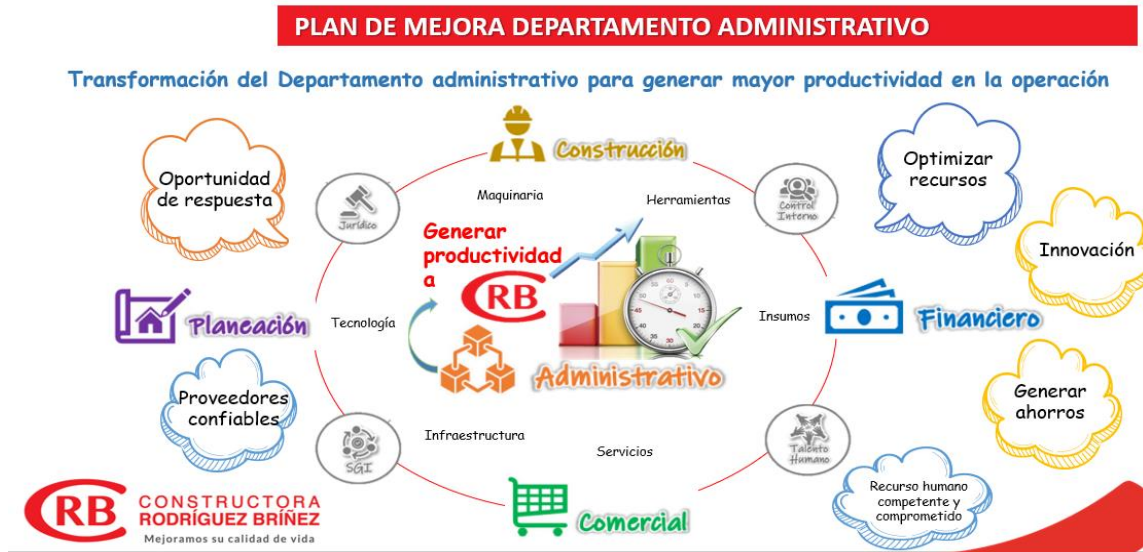 PLAN DE MEJORA DEPARTAMENTO ADMINISTRATIVO
Transformación del Departamento administrativo para generar mayor productividad en la operación
Construcción
Oportunidad
de respuesta
Optimizar
recursos
Jurídico
Maquinaria
Herramientas
Control
Interno
Generar
productividad
a
CRB
Innovación
Planeación
Tecnología
Insumos
Financiero
Administrativo
Proveedores
confiables
Generar
ahorros
SGI
Infraestructura
Servicios
Talento
Humano
Comercial
Recurso humano
competente y
comprometido
CRB
CONSTRUCTORA
RODRÍGUEZ BRÍÑEZ
Mejoramos su calidad de vida